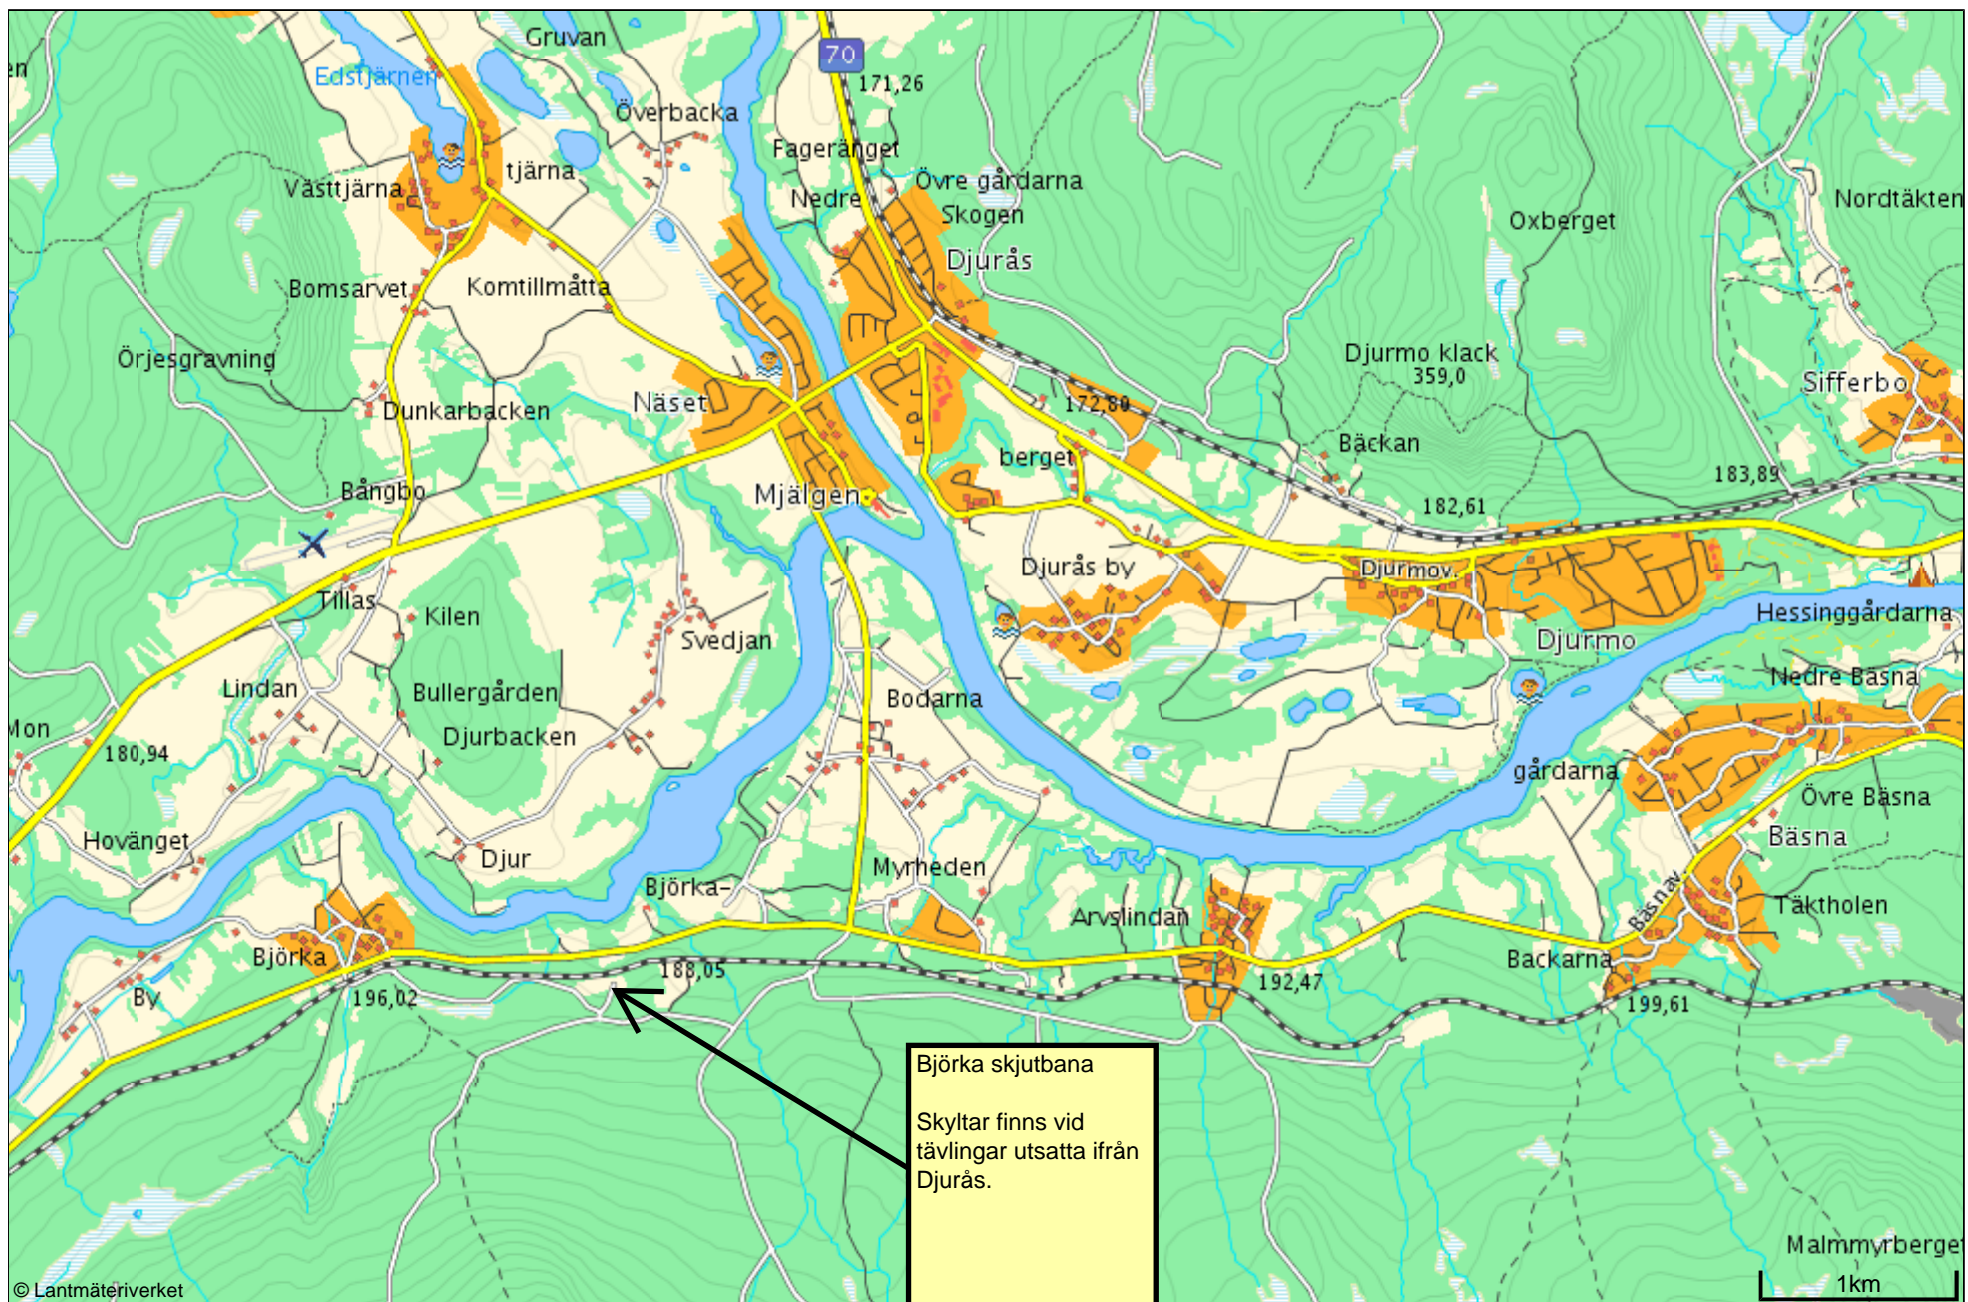 Gruvan
70
Edstjärnen
171,26
Överbacka
Fageränget
tjärna
Västtjärna
Övre gårdarna
Nedre
Skogen
Nordtäkten
Oxberget
Djurås
Bomsarvet
Komtillmåtta
Örjesgravning
Djurmo klack
359,0
Sifferbo
Dunkarbacken
Näset
172,80
Bäckan
berget
183,89
Bångbo
Mjälgen
182,61
Djurås by
Djurmov.
Tillas
Kilen
Hessinggårdarna
Svedjan
Djurmo
Lindan
Bullergården
Bodarna
Nedre Bäsna
Mon
Djurbacken
180,94
gårdarna
Övre Bäsna
Hovänget
Djur
Bäsna
Myrheden
Björka-
Arvslindan
Bäsnav.
Täktholen
Björka
Backarna
188,05
192,47
By
196,02
199,61
Björka skjutbana
Skyltar finns vid
tävlingar utsatta ifrån
Djurås.
Malmmyrberget
1km
© Lantmäteriverket